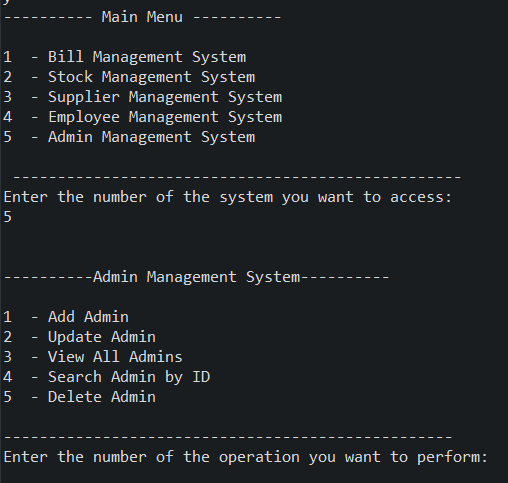 y
---------- Main Menu ----------
1  - Bill Management System
2  - Stock Management System
3  - Supplier Management System
4  - Employee Management System
5  - Admin Management System
--------------------------------------------------
Enter the number of the system you want to access:
5
----------Admin Management System----------
1  - Add Admin
2  - Update Admin
3  - View All Admins
4  - Search Admin by ID
5  - Delete Admin
--------------------------------------------------
Enter the number of the operation you want to perform: